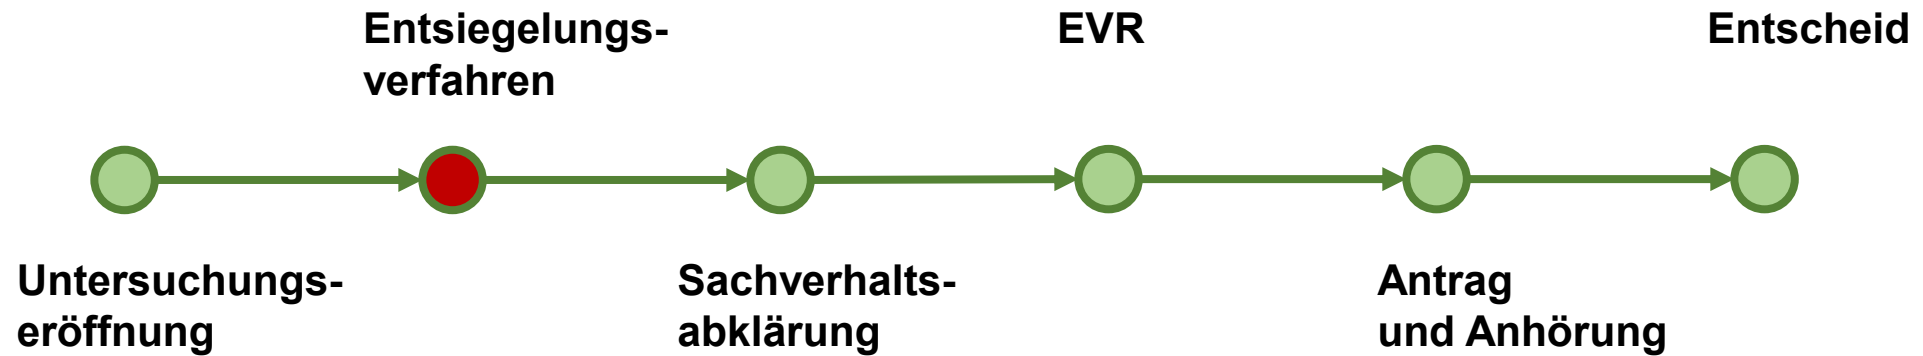 Entsiegelungs-
verfahren
EVR
Entscheid
Untersuchungs-
eröffnung
Sachverhalts-
abklärung
Antrag
und Anhörung